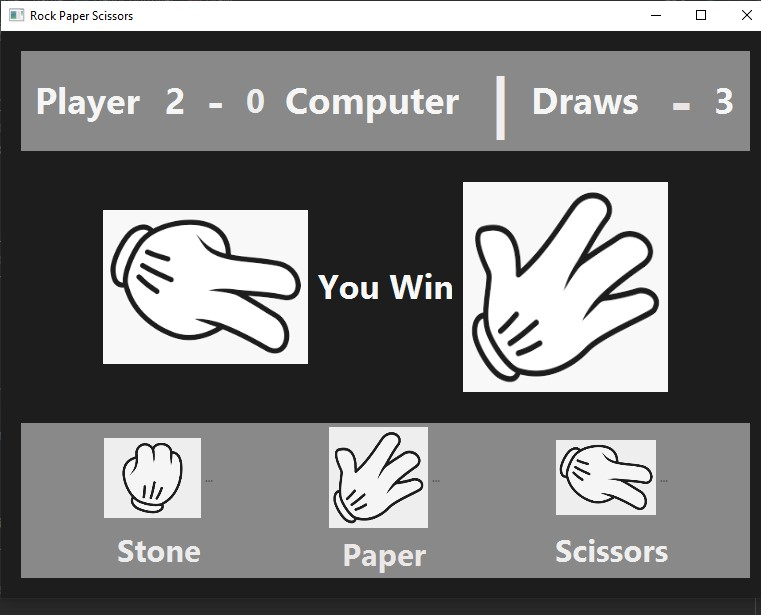 Rock Paper Scissors
Player 2 - 0 Computer | Draws - 3
You Win
... ... ...
Stone Paper Scissors